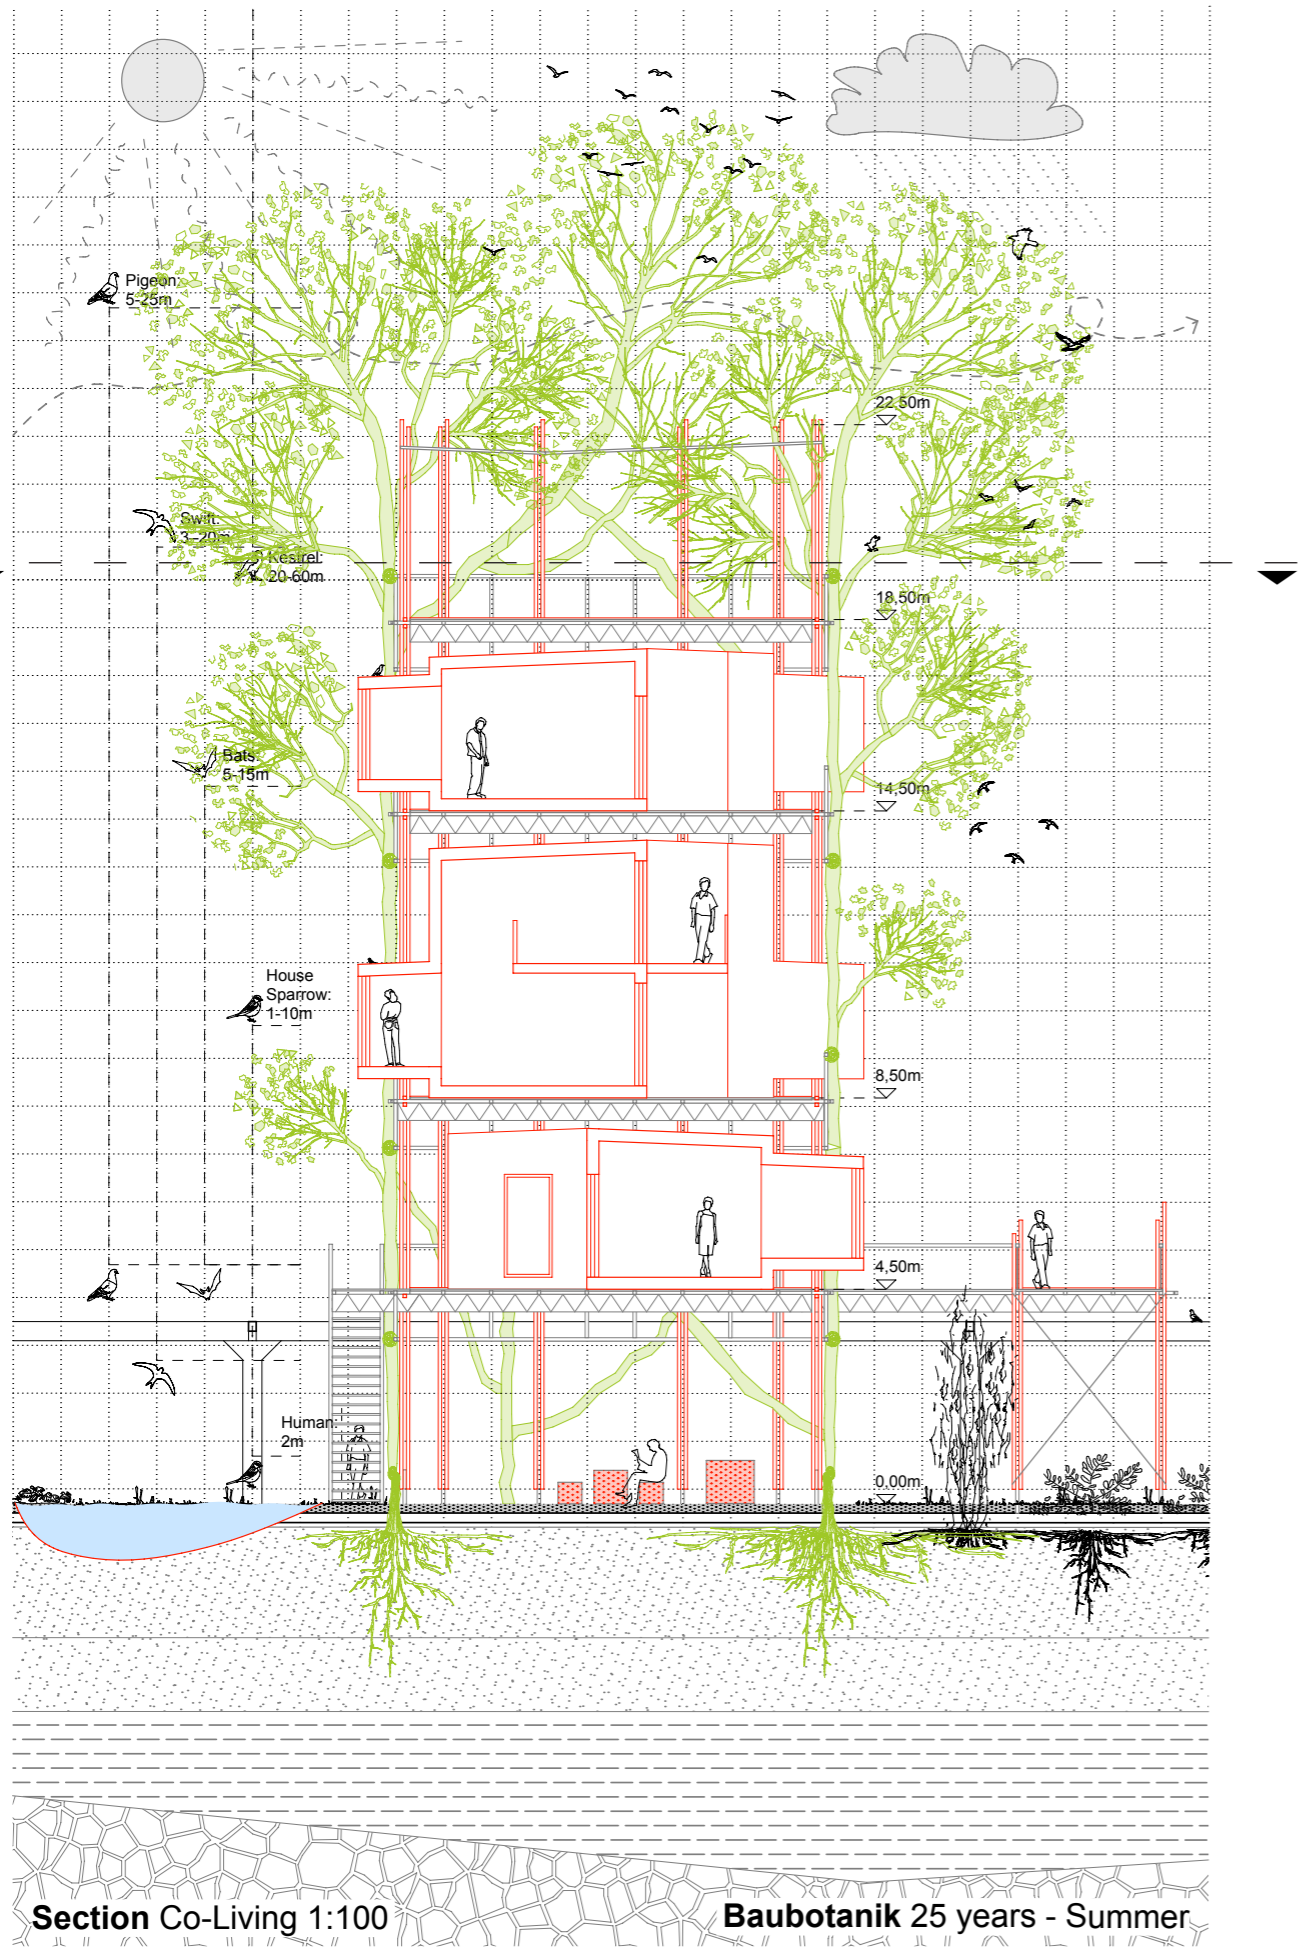 Pigeon:
5-25m
22,50m
Swift:
3-20m
Kestrel:
20-60m
18,50m
Bats:
5-15m
14,50m
House
Sparrow:
1-10m
8,50m
4,50m
Human:
2m
0,00m
Section Co-Living 1:100
Baubotanik 25 years - Summer